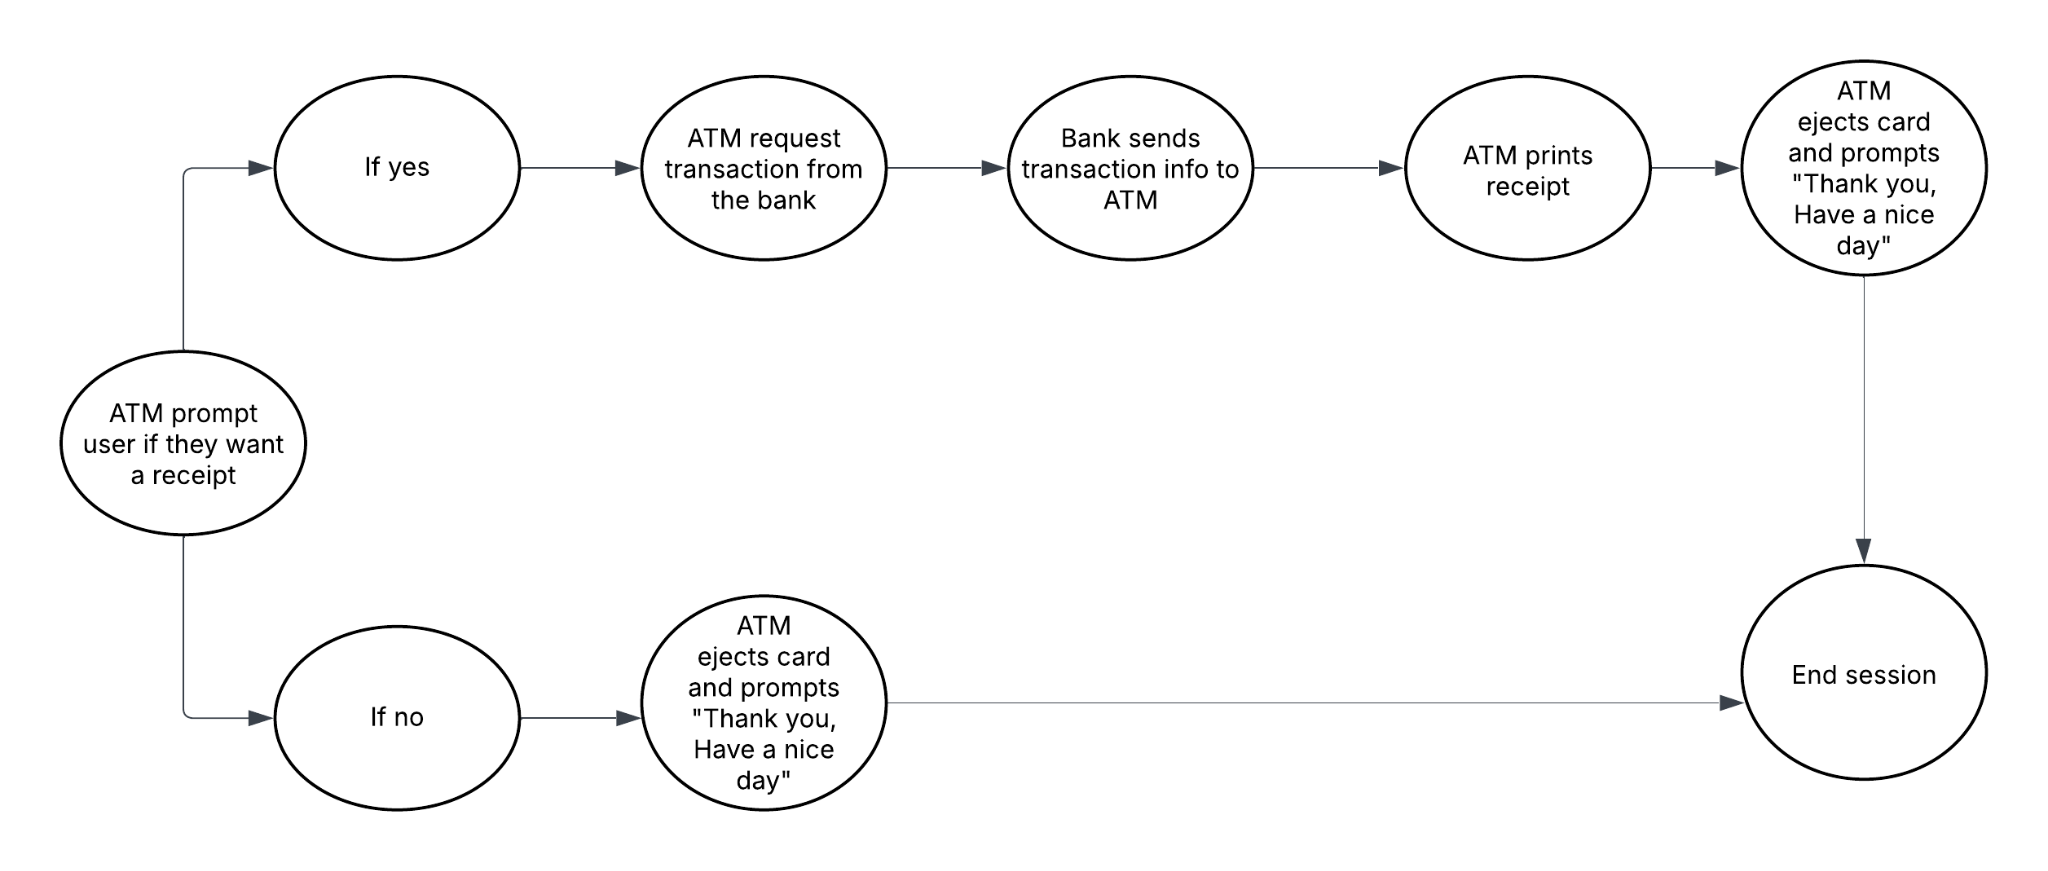 If yes
ATM request
transaction from
the bank
Bank sends
transaction info to
ATM
ATM prints
receipt
ATM
ejects card
and prompts
"Thank you,
Have a nice
day"
ATM prompt
user if they want
a receipt
If no
ATM
ejects card
and prompts
"Thank you,
Have a nice
day"
End session